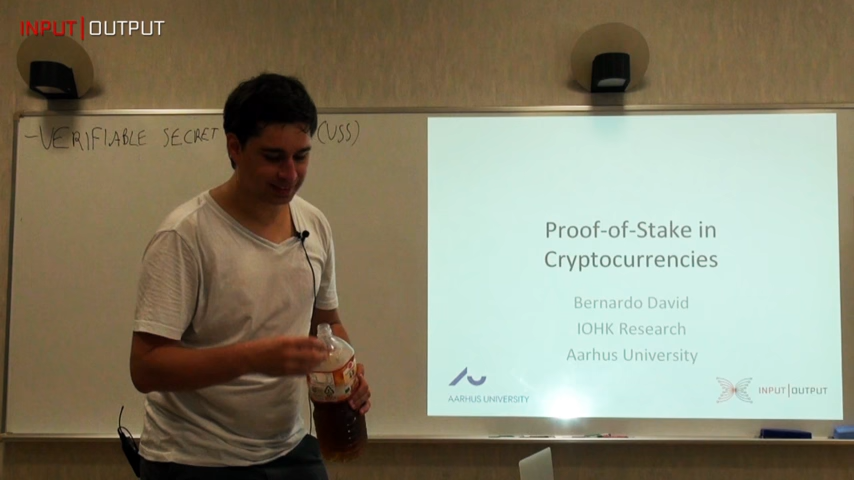 INPUT|OUTPUT
-VERIFIABLE SECRET (VSS)
Proof-of-Stake in
Cryptocurrencies
Bernardo David
IOHK Research
Aarhus University
AARHUS UNIVERSITY
INPUT|OUTPUT